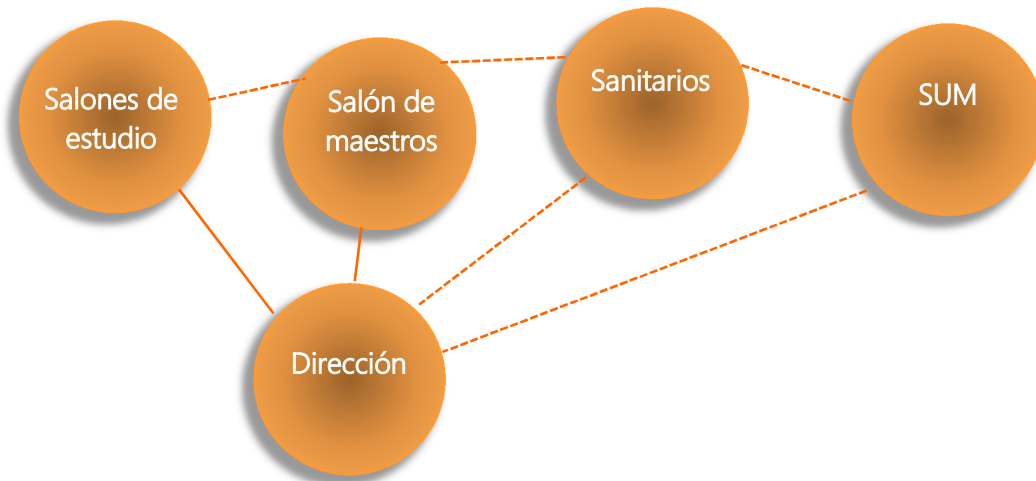 Salones de
estudio
Salón de
maestros
Sanitarios
SUM
Dirección